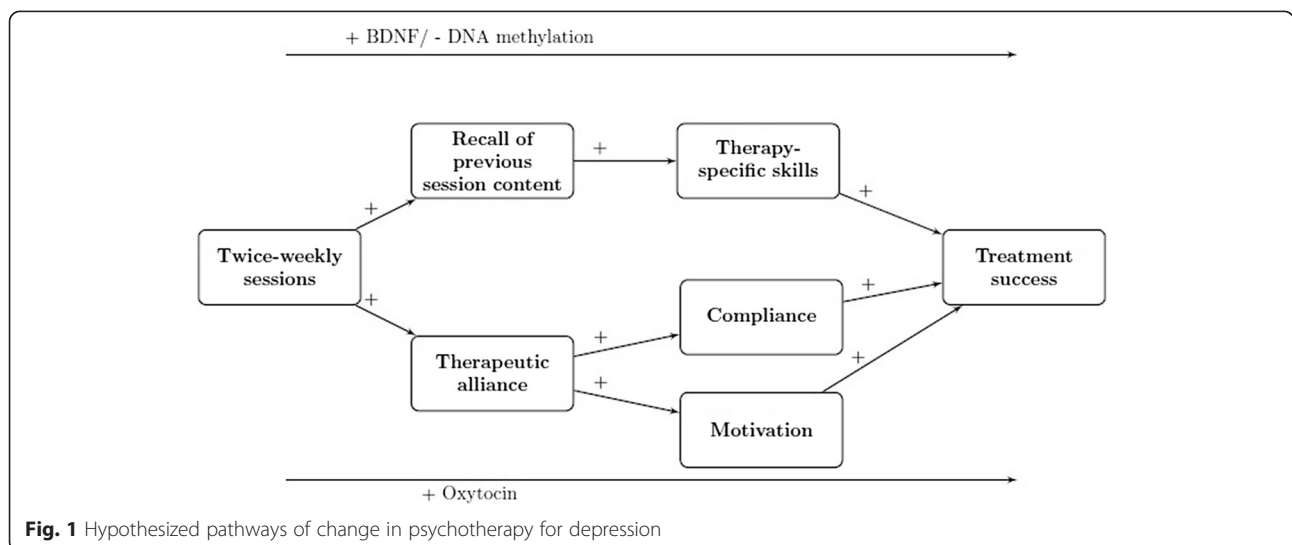 + BDNF/ - DNA methylation
Recall of
previous
session content
+
Therapy-
specific skills
+
+
Twice-weekly
sessions
+
Treatment
success
Compliance
+
+
Therapeutic
alliance
+
+
Motivation
+ Oxytocin
Fig. 1 Hypothesized pathways of change in psychotherapy for depression